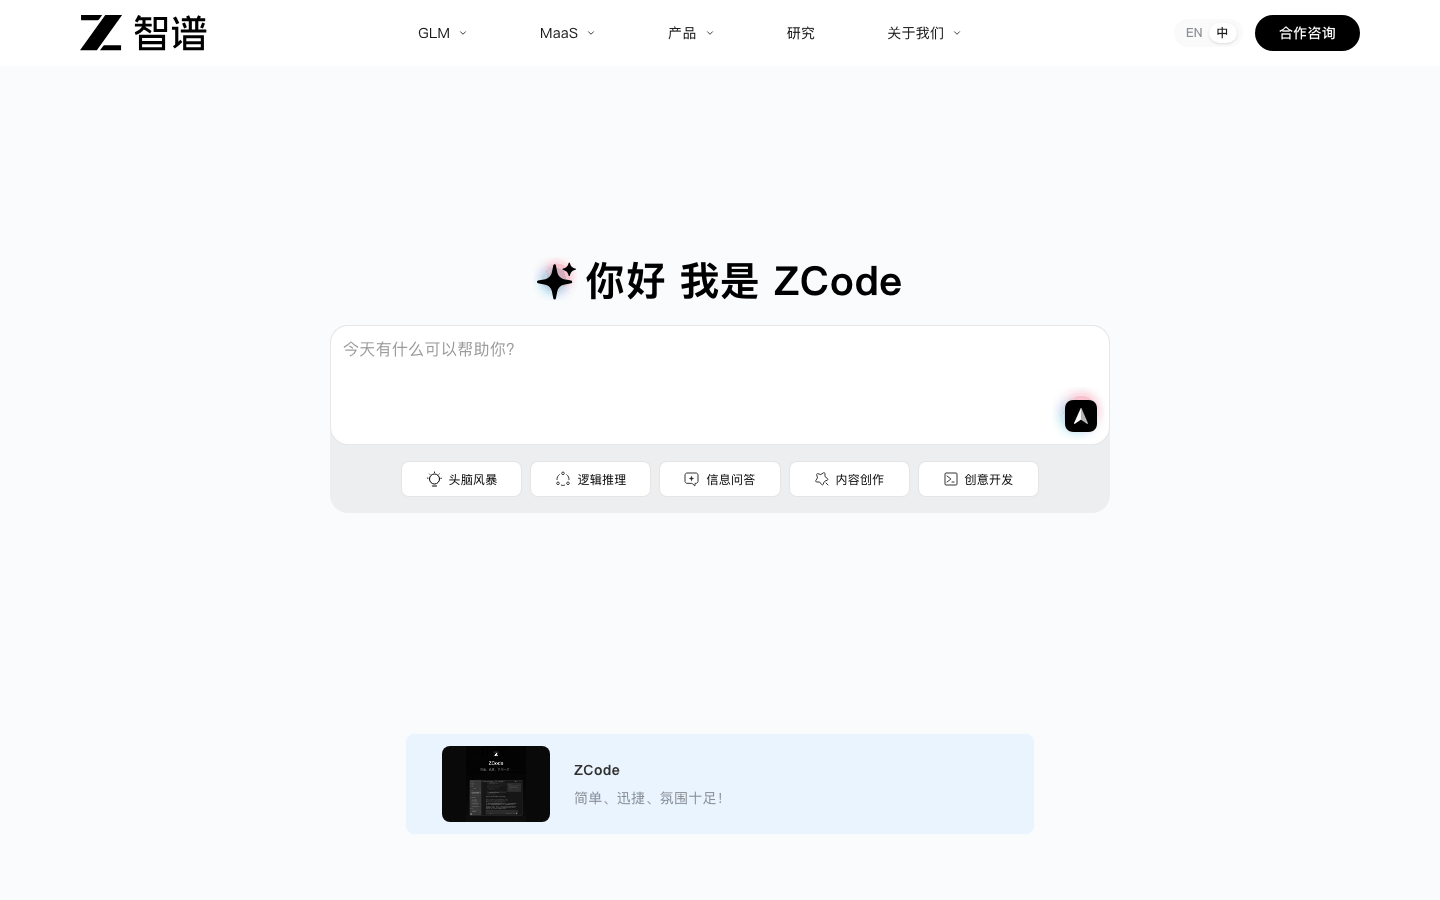 智谱
GLM
MaaS
产品
研究
关于我们
EN
中
合作咨询
你好 我是 ZCode
今天有什么可以帮助你?
头脑风暴
逻辑推理
信息问答
内容创作
创意开发
ZCode
ZCode
简单、迅捷、氛围十足!